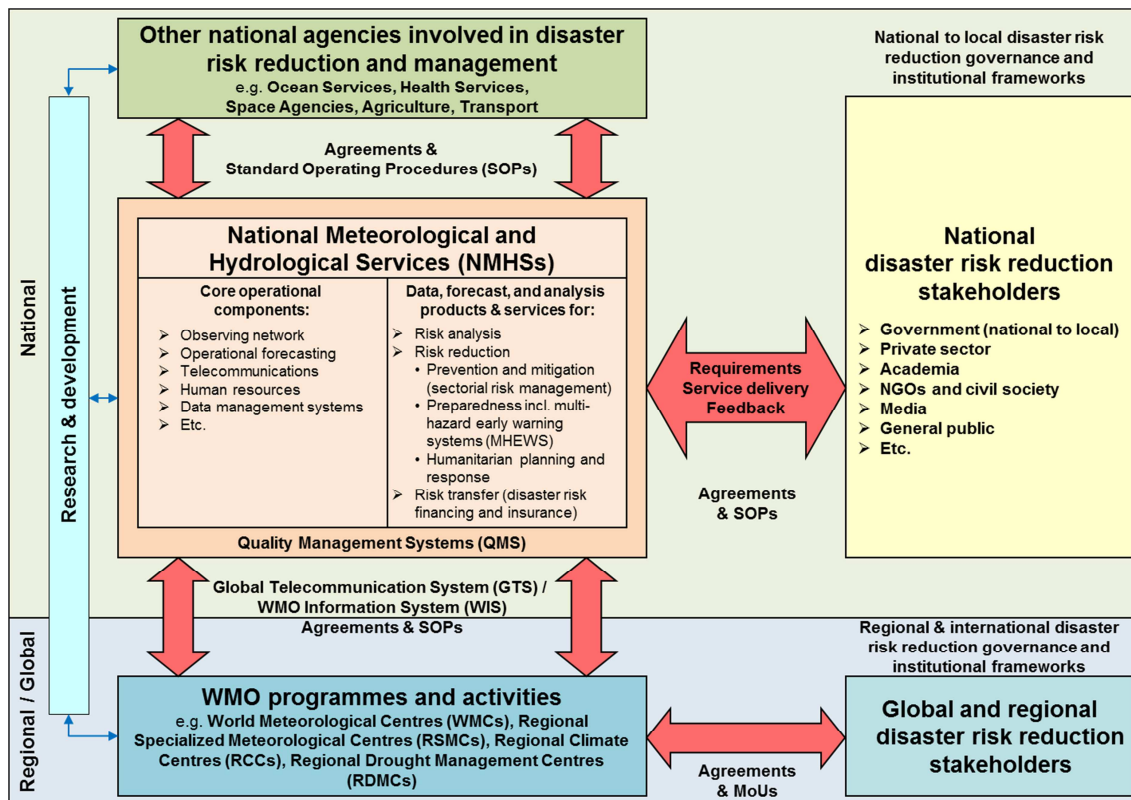 Other national agencies involved in disaster
risk reduction and management
e.g. Ocean Services, Health Services,
Space Agencies, Agriculture, Transport
National to local disaster risk
reduction governance and
institutional frameworks
Agreements &
Standard Operating Procedures (SOPs)
National
Research & development
National Meteorological and
Hydrological Services (NMHSs)
Core operational
components:
➢ Observing network
➢ Operational forecasting
➢ Telecommunications
➢ Human resources
➢ Data management systems
➢ Etc.
Data, forecast, and analysis
products & services for:
➢ Risk analysis
➢ Risk reduction
• Prevention and mitigation
(sectorial risk management)
• Preparedness incl. multi-
hazard early warning
systems (MHEWS)
• Humanitarian planning and
response
➢ Risk transfer (disaster risk
financing and insurance)
Quality Management Systems (QMS)
Requirements
Service delivery
Feedback
Agreements
& SOPs
National
disaster risk reduction
stakeholders
➢ Government (national to local)
➢ Private sector
➢ Academia
➢ NGOs and civil society
➢ Media
➢ General public
➢ Etc.
Global Telecommunication System (GTS) /
WMO Information System (WIS)
Agreements & SOPs
Regional / Global
Regional & international disaster
risk reduction governance and
institutional frameworks
WMO programmes and activities
e.g. World Meteorological Centres (WMCs), Regional
Specialized Meteorological Centres (RSMCs), Regional Climate
Centres (RCCs), Regional Drought Management Centres
(RDMCs)
Agreements
& MoUs
Global and regional
disaster risk reduction
stakeholders